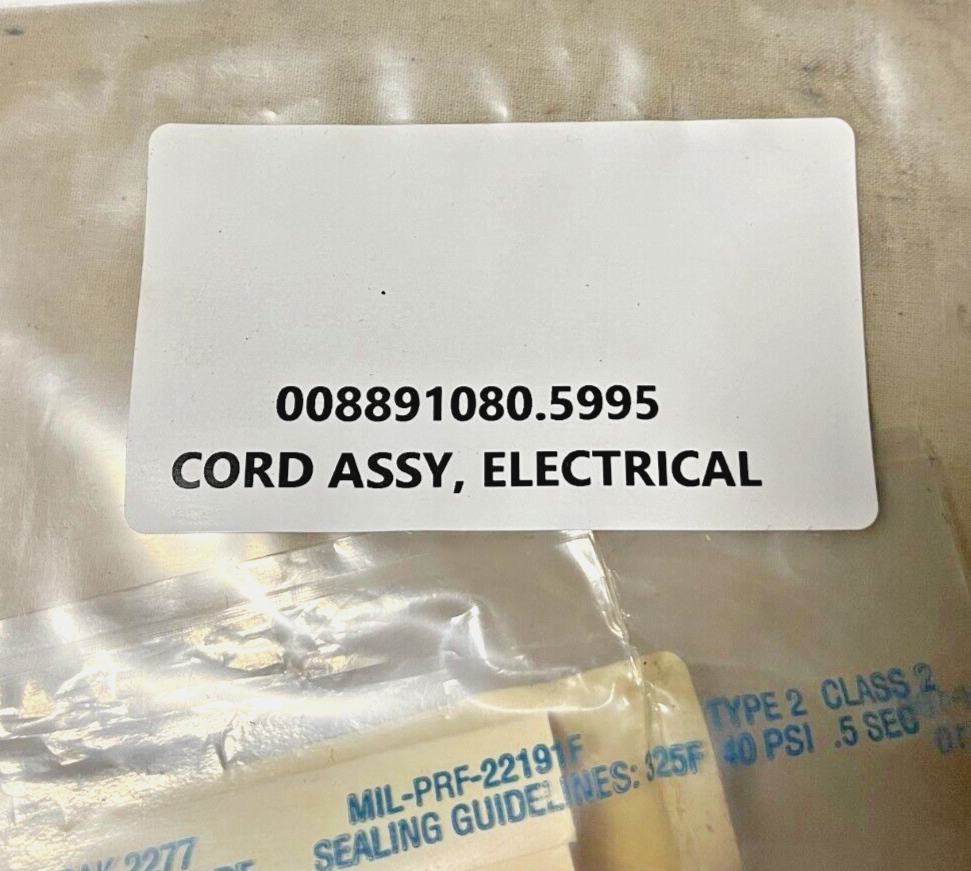 008891080.5995
CORD ASSY, ELECTRICAL
MIL-PRF-22191F TYPE 2 CLASS 2
SEALING GUIDELINES: 325F 40 PSI .5 SEC
2277